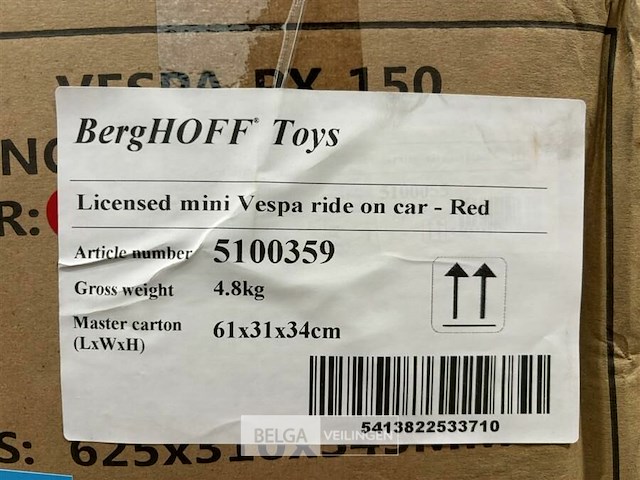 VESPA PX 150
BergHOFF® Toys
Licensed mini Vespa ride on car - Red
R:
Article number 5100359
Gross weight 4.8kg
Master carton
(LxWxH) 61x31x34cm
5413822533710
BELGA VEILINGEN
S: 625x310x345mm